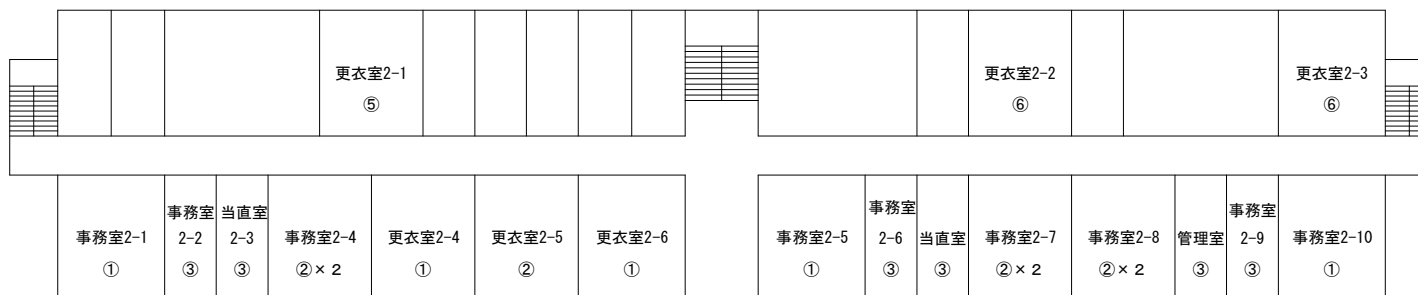 更衣室2-1
⑤
更衣室2-2
⑥
更衣室2-3
⑥
事務室2-1
①
事務室
2-2
③
当直室
2-3
③
事務室2-4
②×2
更衣室2-4
①
更衣室2-5
②
更衣室2-6
①
事務室2-5
①
事務室
2-6
③
当直室
③
事務室2-7
②×2
事務室2-8
②×2
管理室
③
事務室
2-9
③
事務室2-10
①